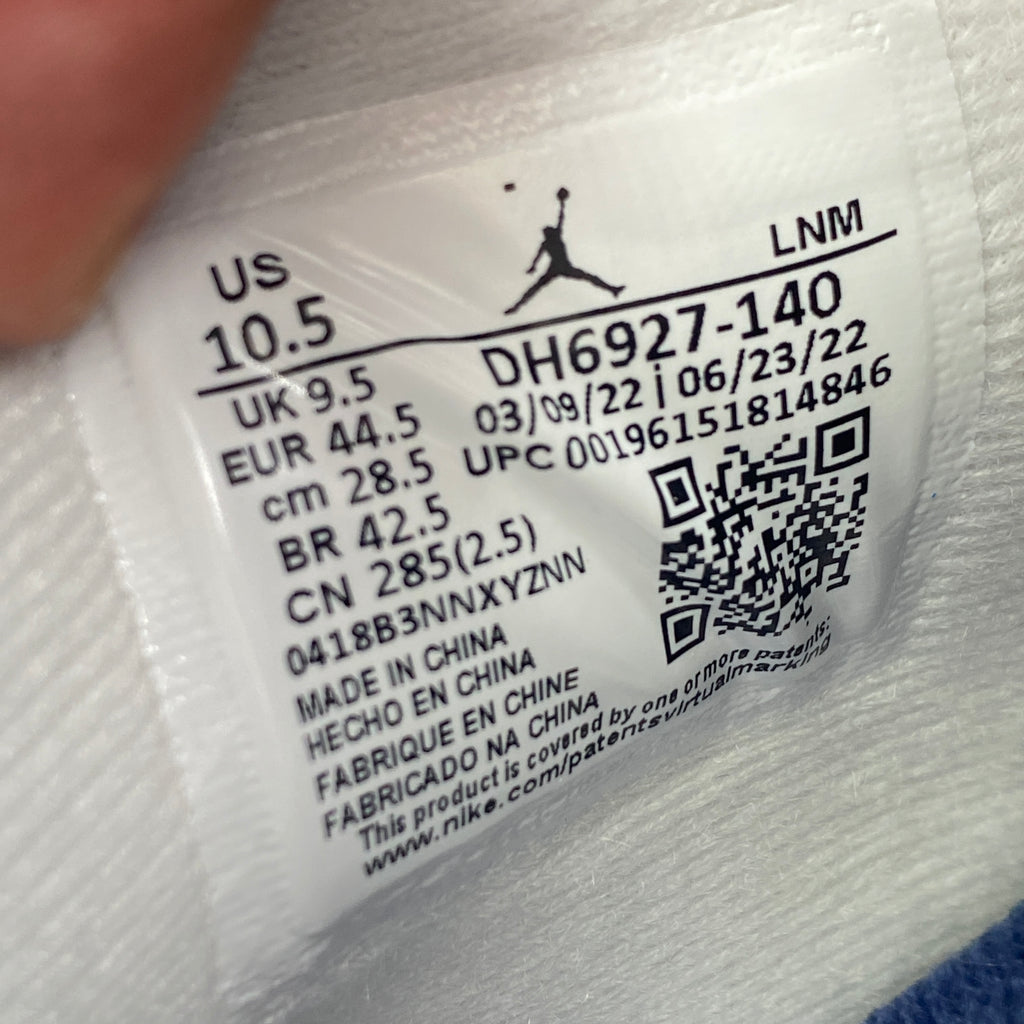 US
10.5
LNM
UK 9.5
EUR 44.5
cm 28.5
BR 42.5
CN 285(2.5)
0418B3NNXYZNN
DH6927-140
03/09/22 | 06/23/22
UPC 00196151814846
MADE IN CHINA
HECHO EN CHINA
FABRIQUE EN CHINE
FABRICADO NA CHINA
This product is covered by one or more patents:
www.nike.com/patentsvirtualmarking